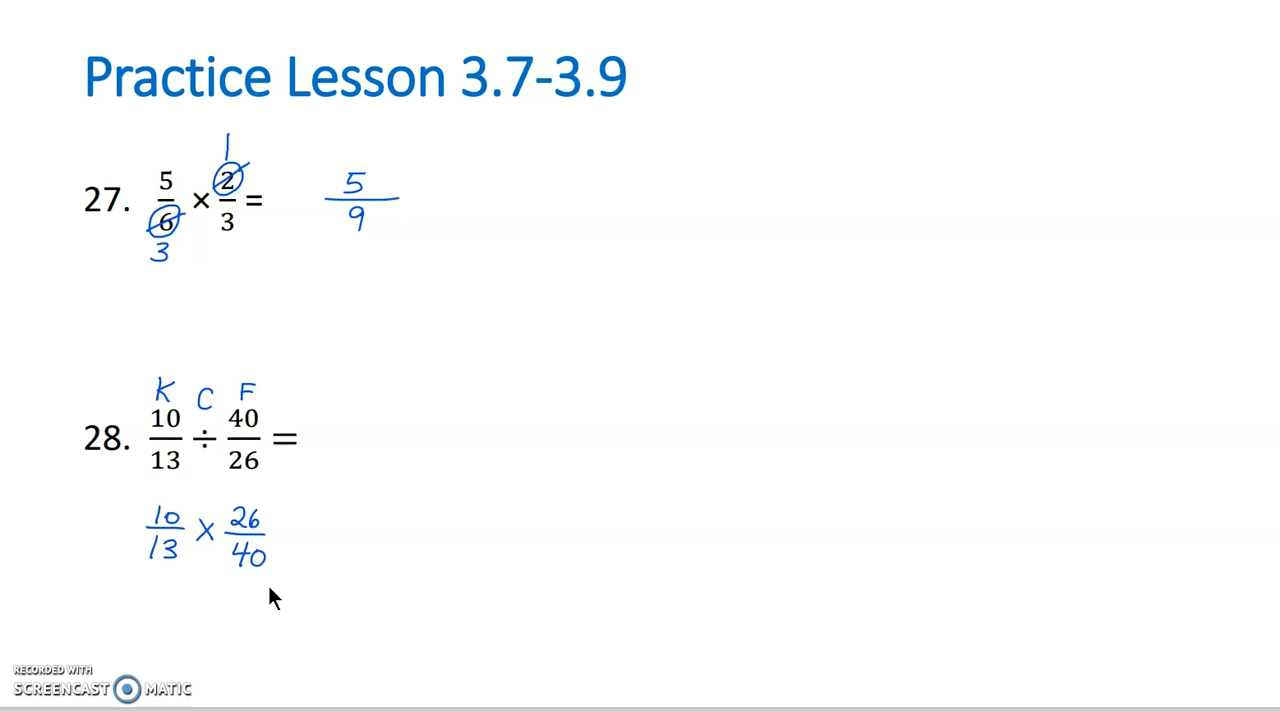 Practice Lesson 3.7-3.9
1
27. 5/6 × 2/3 = 5/9
3
K C F
28. 10/13 ÷ 40/26 =
10/13 × 26/40
RECORDED WITH
SCREENCAST MATIC